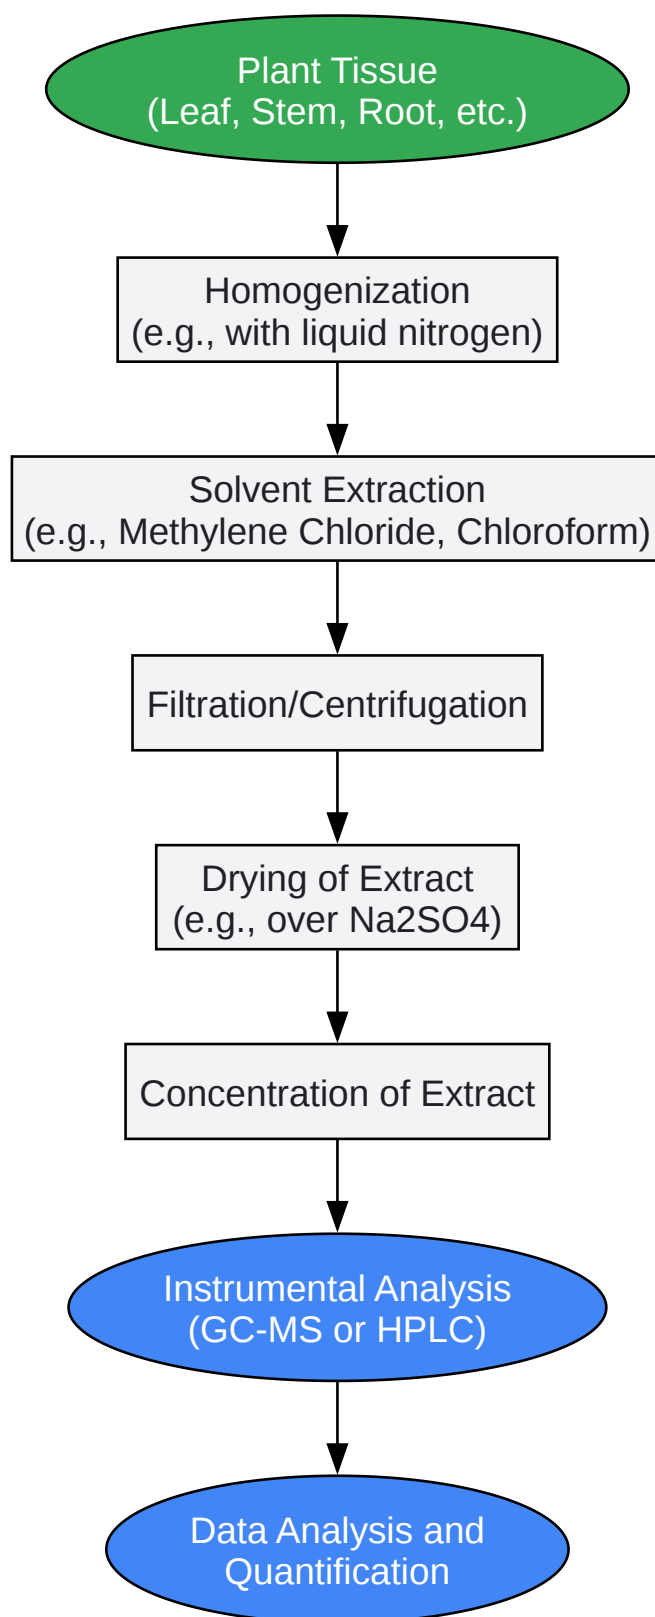 Plant Tissue
(Leaf, Stem, Root, etc.)
Homogenization
(e.g., with liquid nitrogen)
Solvent Extraction
(e.g., Methylene Chloride, Chloroform)
Filtration/Centrifugation
Drying of Extract
(e.g., over Na2SO4)
Concentration of Extract
Instrumental Analysis
(GC-MS or HPLC)
Data Analysis and
Quantification